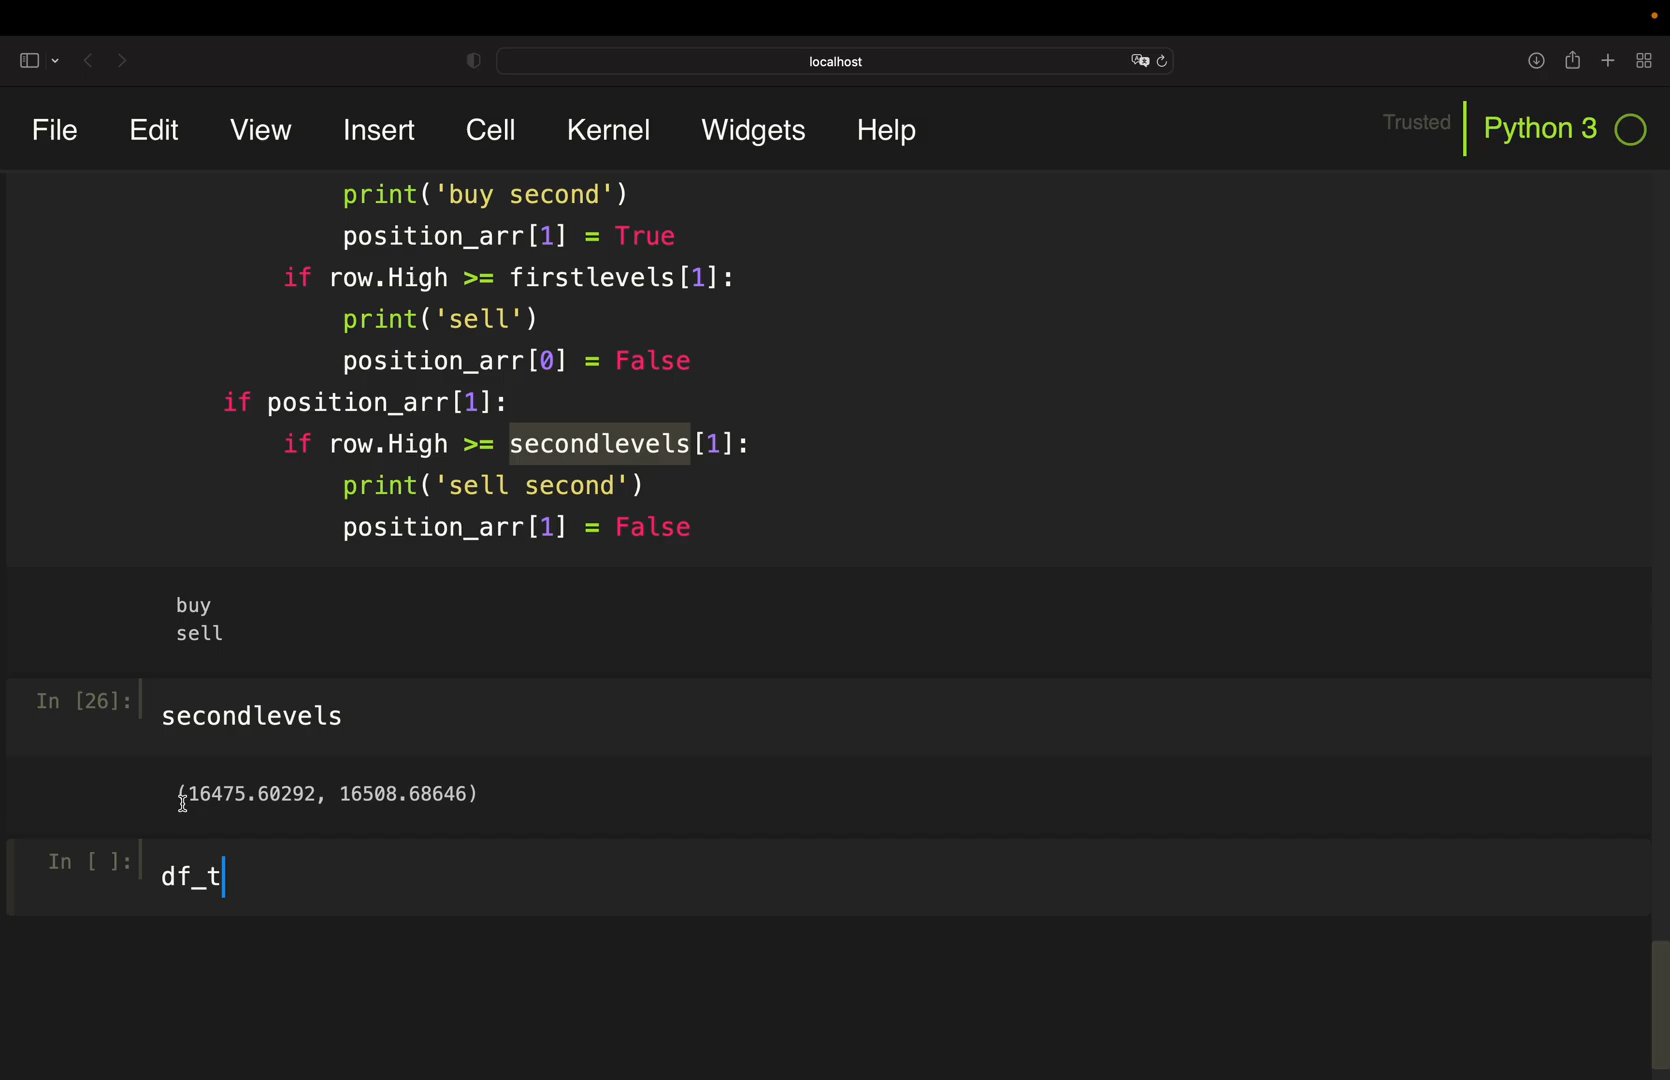 localhost
File Edit View Insert Cell Kernel Widgets Help Trusted Python 3
print('buy second')
position_arr[1] = True
if row.High >= firstlevels[1]:
print('sell')
position_arr[0] = False
if position_arr[1]:
if row.High >= secondlevels[1]:
print('sell second')
position_arr[1] = False
buy
sell
In [26]: secondlevels
(16475.60292, 16508.68646)
In [ ]: df_t